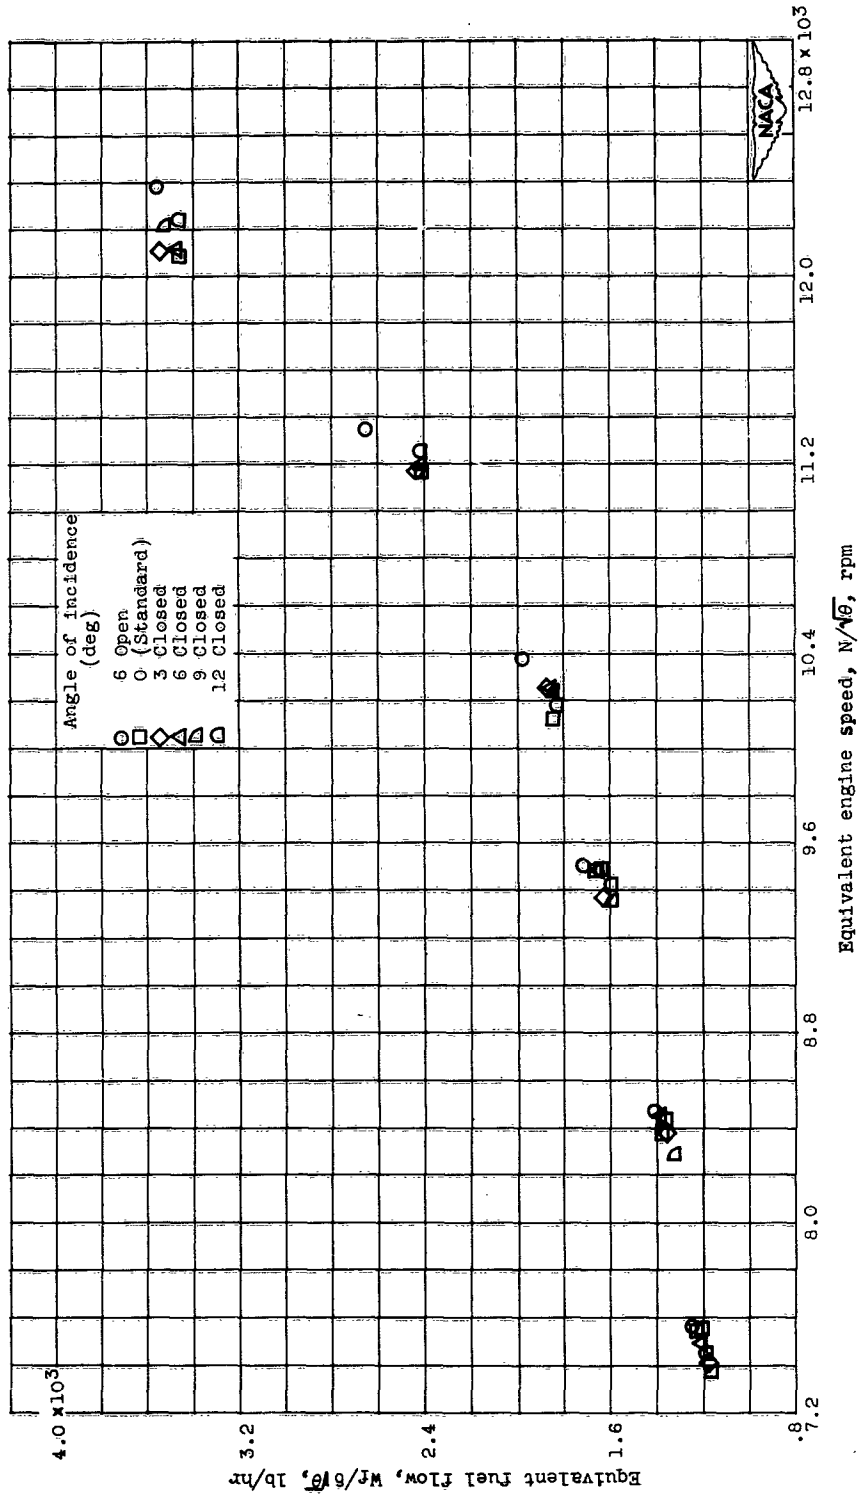 4.0 x 10³
3.2
2.4
1.6
.8
Equivalent fuel flow, Wf/δ√θ, lb/hr
Angle of incidence
(deg)
6 Open
0 (Standard)
3 Closed
6 Closed
9 Closed
12 Closed
NACA
7.2
8.0
8.8
9.6
10.4
11.2
12.0
12.8 x 10³
Equivalent engine speed, N/√θ, rpm